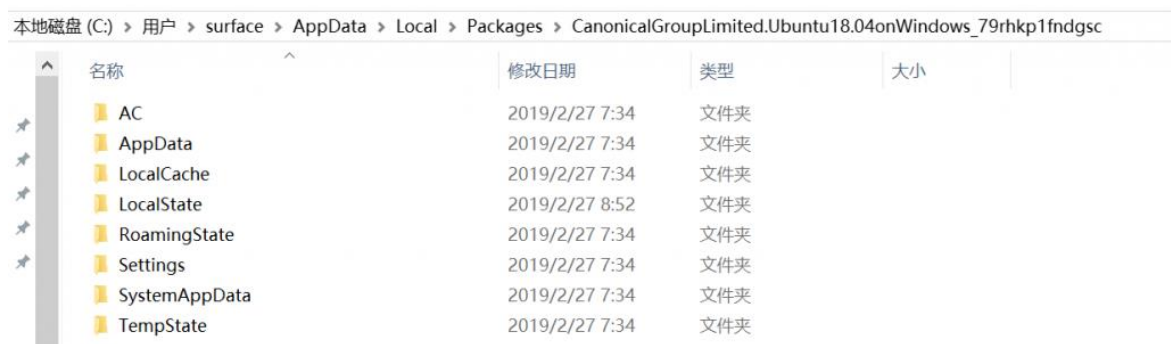 本地磁盘 (C:) › 用户 › surface › AppData › Local › Packages › CanonicalGroupLimited.Ubuntu18.04onWindows_79rhkp1fndgsc
名称 修改日期 类型 大小
AC 2019/2/27 7:34 文件夹
AppData 2019/2/27 7:34 文件夹
LocalCache 2019/2/27 7:34 文件夹
LocalState 2019/2/27 8:52 文件夹
RoamingState 2019/2/27 7:34 文件夹
Settings 2019/2/27 7:34 文件夹
SystemAppData 2019/2/27 7:34 文件夹
TempState 2019/2/27 7:34 文件夹